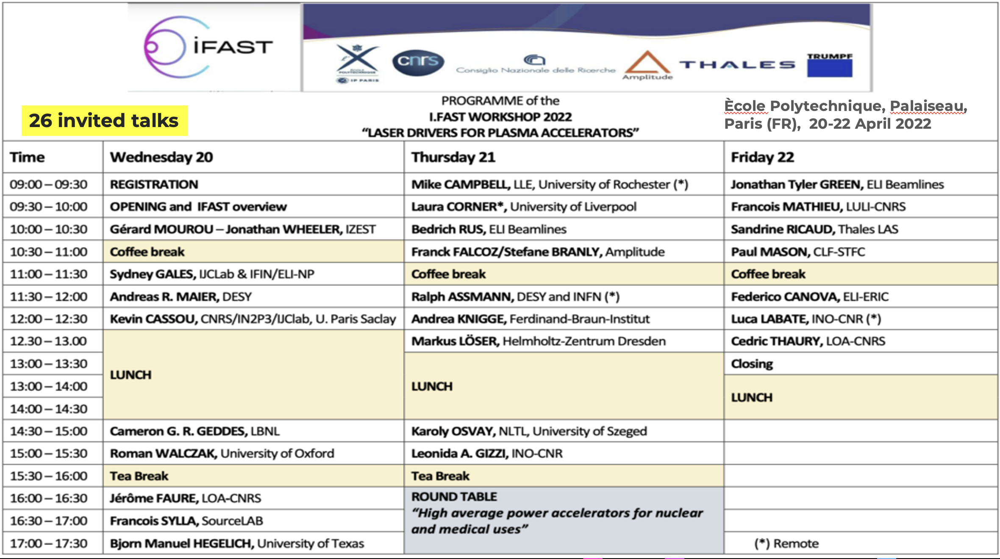 iFAST
ÉCOLE
POLYTECHNIQUE
IP PARIS
cnrs
Consiglio Nazionale delle Ricerche
Amplitude
THALES
TRUMPF
26 invited talks
PROGRAMME of the
I.FAST WORKSHOP 2022
“LASER DRIVERS FOR PLASMA ACCELERATORS”
Ècole Polytechnique, Palaiseau,
Paris (FR), 20-22 April 2022
Time Wednesday 20 Thursday 21 Friday 22
09:00 – 09:30 REGISTRATION Mike CAMPBELL, LLE, University of Rochester (*) Jonathan Tyler GREEN, ELI Beamlines
09:30 – 10:00 OPENING and IFAST overview Laura CORNER*, University of Liverpool Francois MATHIEU, LULI-CNRS
10:00 – 10:30 Gérard MOUROU – Jonathan WHEELER, IZEST Bedrich RUS, ELI Beamlines Sandrine RICAUD, Thales LAS
10:30 – 11:00 Coffee break Franck FALCOZ/Stefane BRANLY, Amplitude Paul MASON, CLF-STFC
11:00 – 11:30 Sydney GALES, IJCLab & IFIN/ELI-NP Coffee break Coffee break
11:30 – 12:00 Andreas R. MAIER, DESY Ralph ASSMANN, DESY and INFN (*) Federico CANOVA, ELI-ERIC
12:00 – 12:30 Kevin CASSOU, CNRS/IN2P3/IJClab, U. Paris Saclay Andrea KNIGGE, Ferdinand-Braun-Institut Luca LABATE, INO-CNR (*)
12.30 – 13.00 LUNCH Markus LÖSER, Helmholtz-Zentrum Dresden Cedric THAURY, LOA-CNRS
13:00 – 13:30 LUNCH Closing
13:00 – 14:00 LUNCH
14:00 – 14:30
14:30 – 15:00 Cameron G. R. GEDDES, LBNL Karoly OSVAY, NLTL, University of Szeged
15:00 – 15:30 Roman WALCZAK, University of Oxford Leonida A. GIZZI, INO-CNR
15:30 – 16:00 Tea Break Tea Break
16:00 – 16:30 Jérôme FAURE, LOA-CNRS ROUND TABLE
“High average power accelerators for nuclear
and medical uses”
16:30 – 17:00 Francois SYLLA, SourceLAB
17:00 – 17:30 Bjorn Manuel HEGELICH, University of Texas (*) Remote